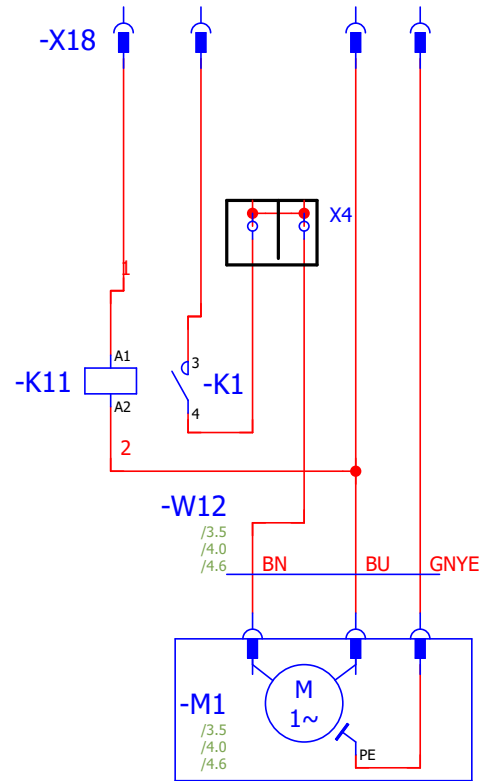 -X18
X4
1
A1
3
-K11
-K1
A2
4
2
-W12
/3.5
/4.0
/4.6
BN
BU
GNYE
-M1
M
1~
/3.5
/4.0
/4.6
PE